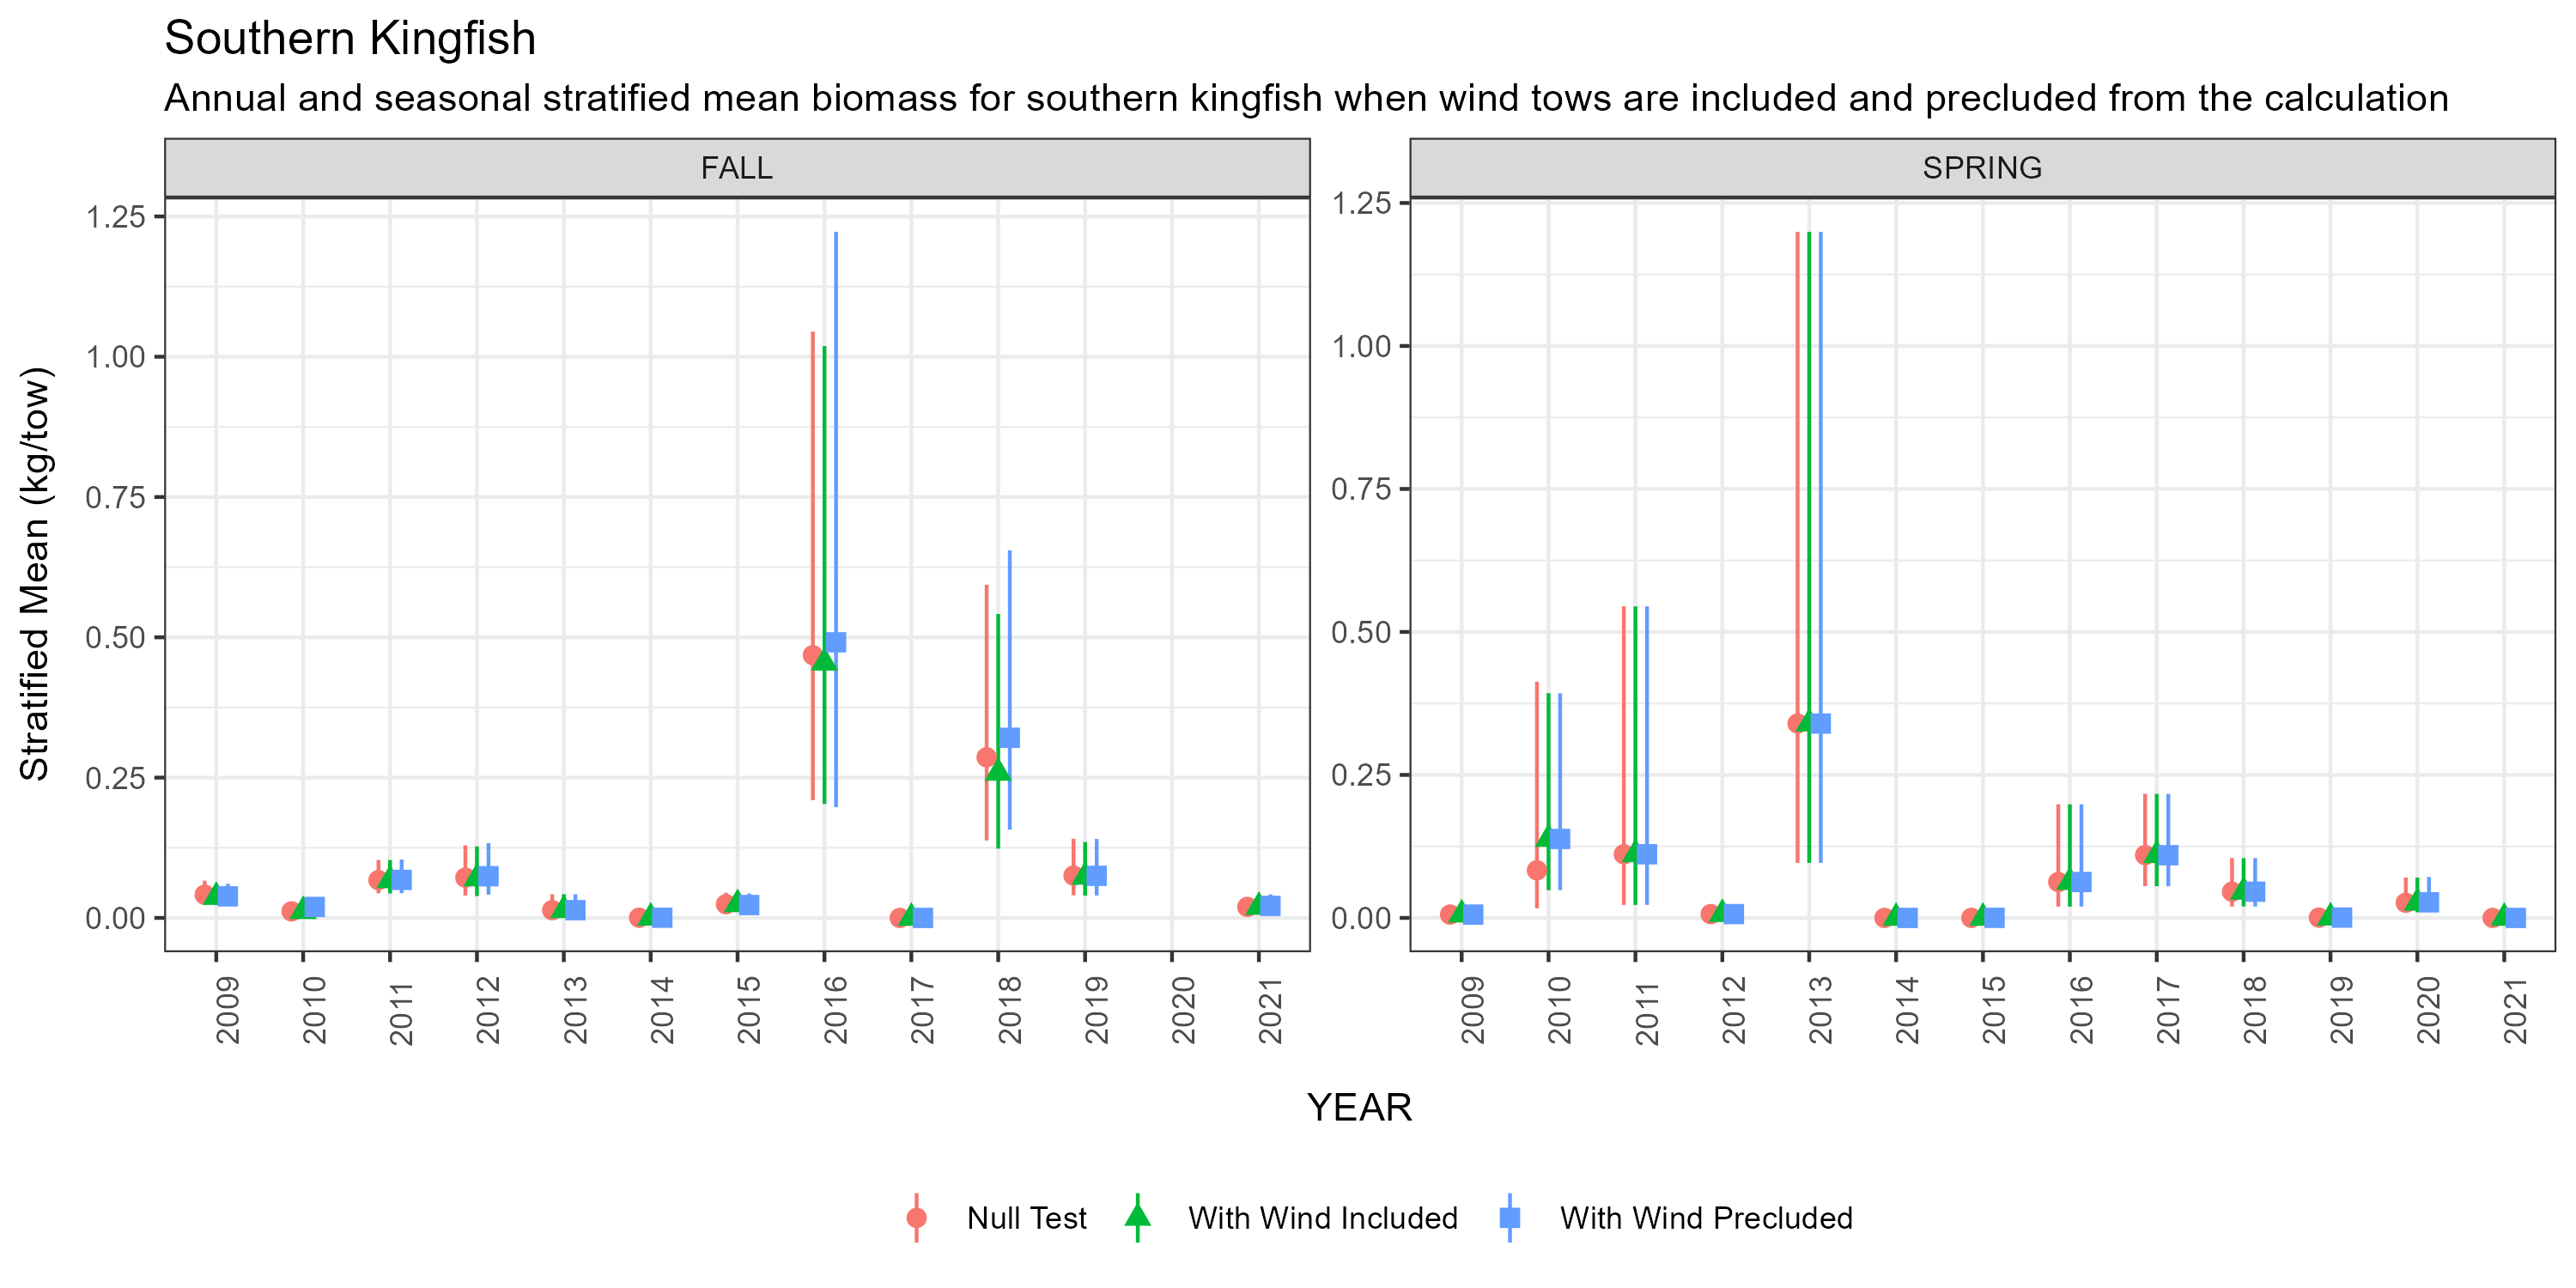 Southern Kingfish
Annual and seasonal stratified mean biomass for southern kingfish when wind tows are included and precluded from the calculation
FALL
SPRING
Stratified Mean (kg/tow)
1.25
1.00
0.75
0.50
0.25
0.00
1.25
1.00
0.75
0.50
0.25
0.00
2009 2010 2011 2012 2013 2014 2015 2016 2017 2018 2019 2020 2021
2009 2010 2011 2012 2013 2014 2015 2016 2017 2018 2019 2020 2021
YEAR
Null Test With Wind Included With Wind Precluded